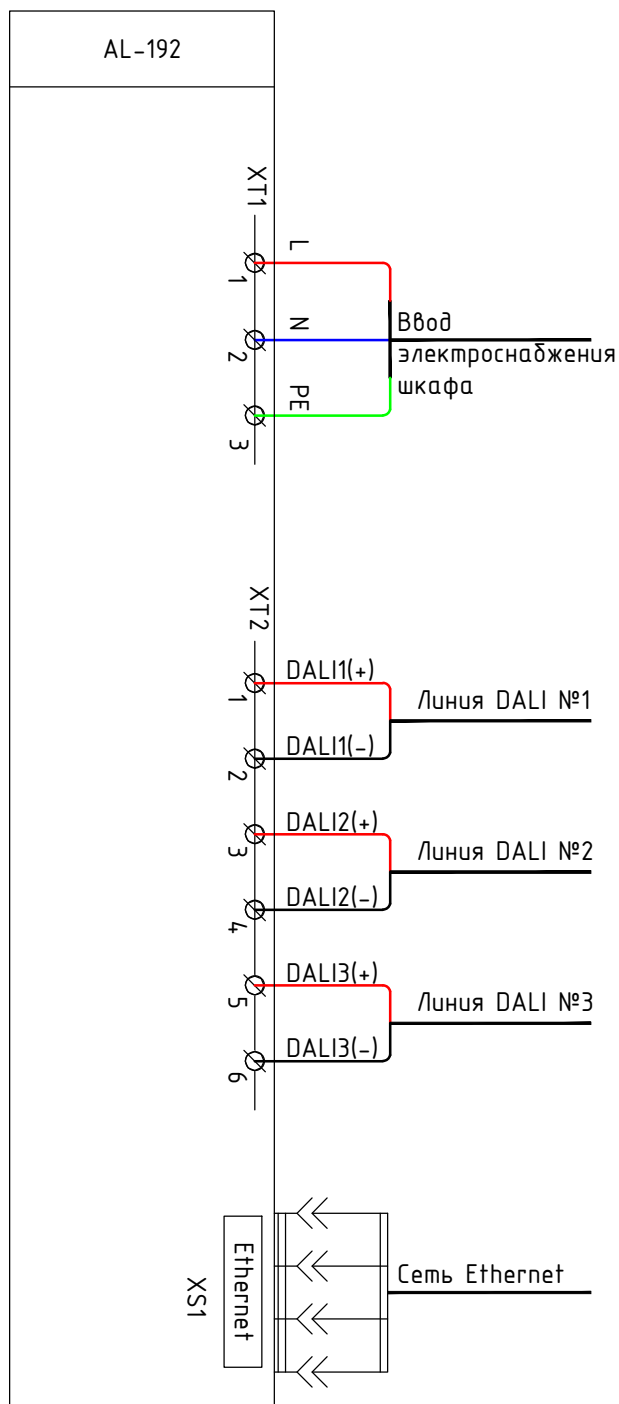 AL-192
XT1
L
1
N
2
PE
3
Ввод
электроснабжения
шкафа
XT2
DALI1(+)
1
Линия DALI №1
DALI1(-)
2
DALI2(+)
3
Линия DALI №2
DALI2(-)
4
DALI3(+)
5
Линия DALI №3
DALI3(-)
6
Ethernet
XS1
Сеть Ethernet